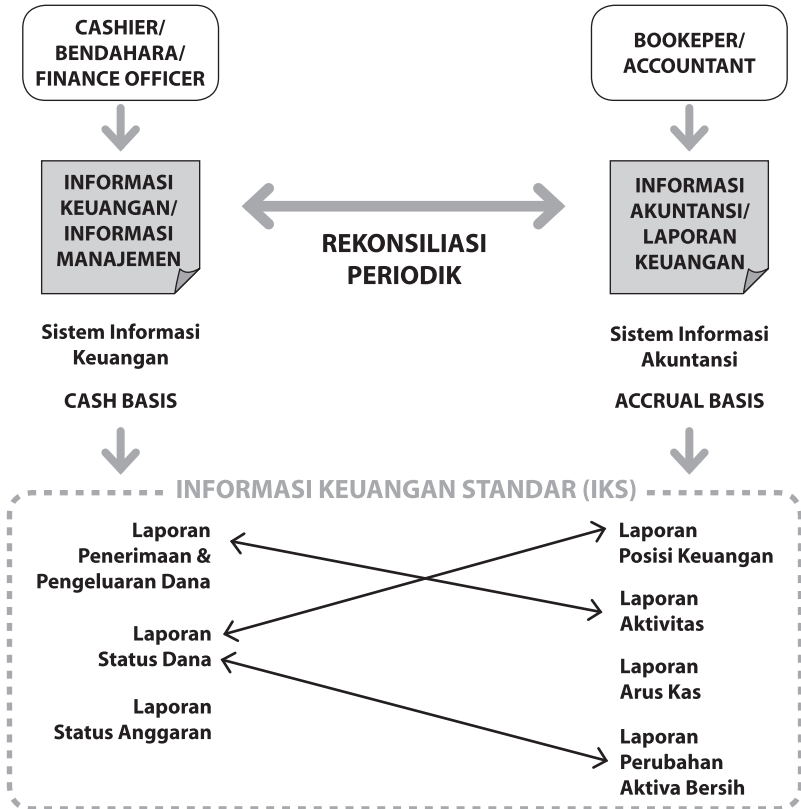 CASHIER/
BENDAHARA/
FINANCE OFFICER
BOOKEPER/
ACCOUNTANT
INFORMASI
KEUANGAN/
INFORMASI
MANAJEMEN
REKONSILIASI
PERIODIK
INFORMASI
AKUNTANSI/
LAPORAN
KEUANGAN
Sistem Informasi
Keuangan
CASH BASIS
Sistem Informasi
Akuntansi
ACCRUAL BASIS
INFORMASI KEUANGAN STANDAR (IKS)
Laporan
Penerimaan &
Pengeluaran Dana
Laporan
Status Dana
Laporan
Status Anggaran
Laporan
Posisi Keuangan
Laporan
Aktivitas
Laporan
Arus Kas
Laporan
Perubahan
Aktiva Bersih